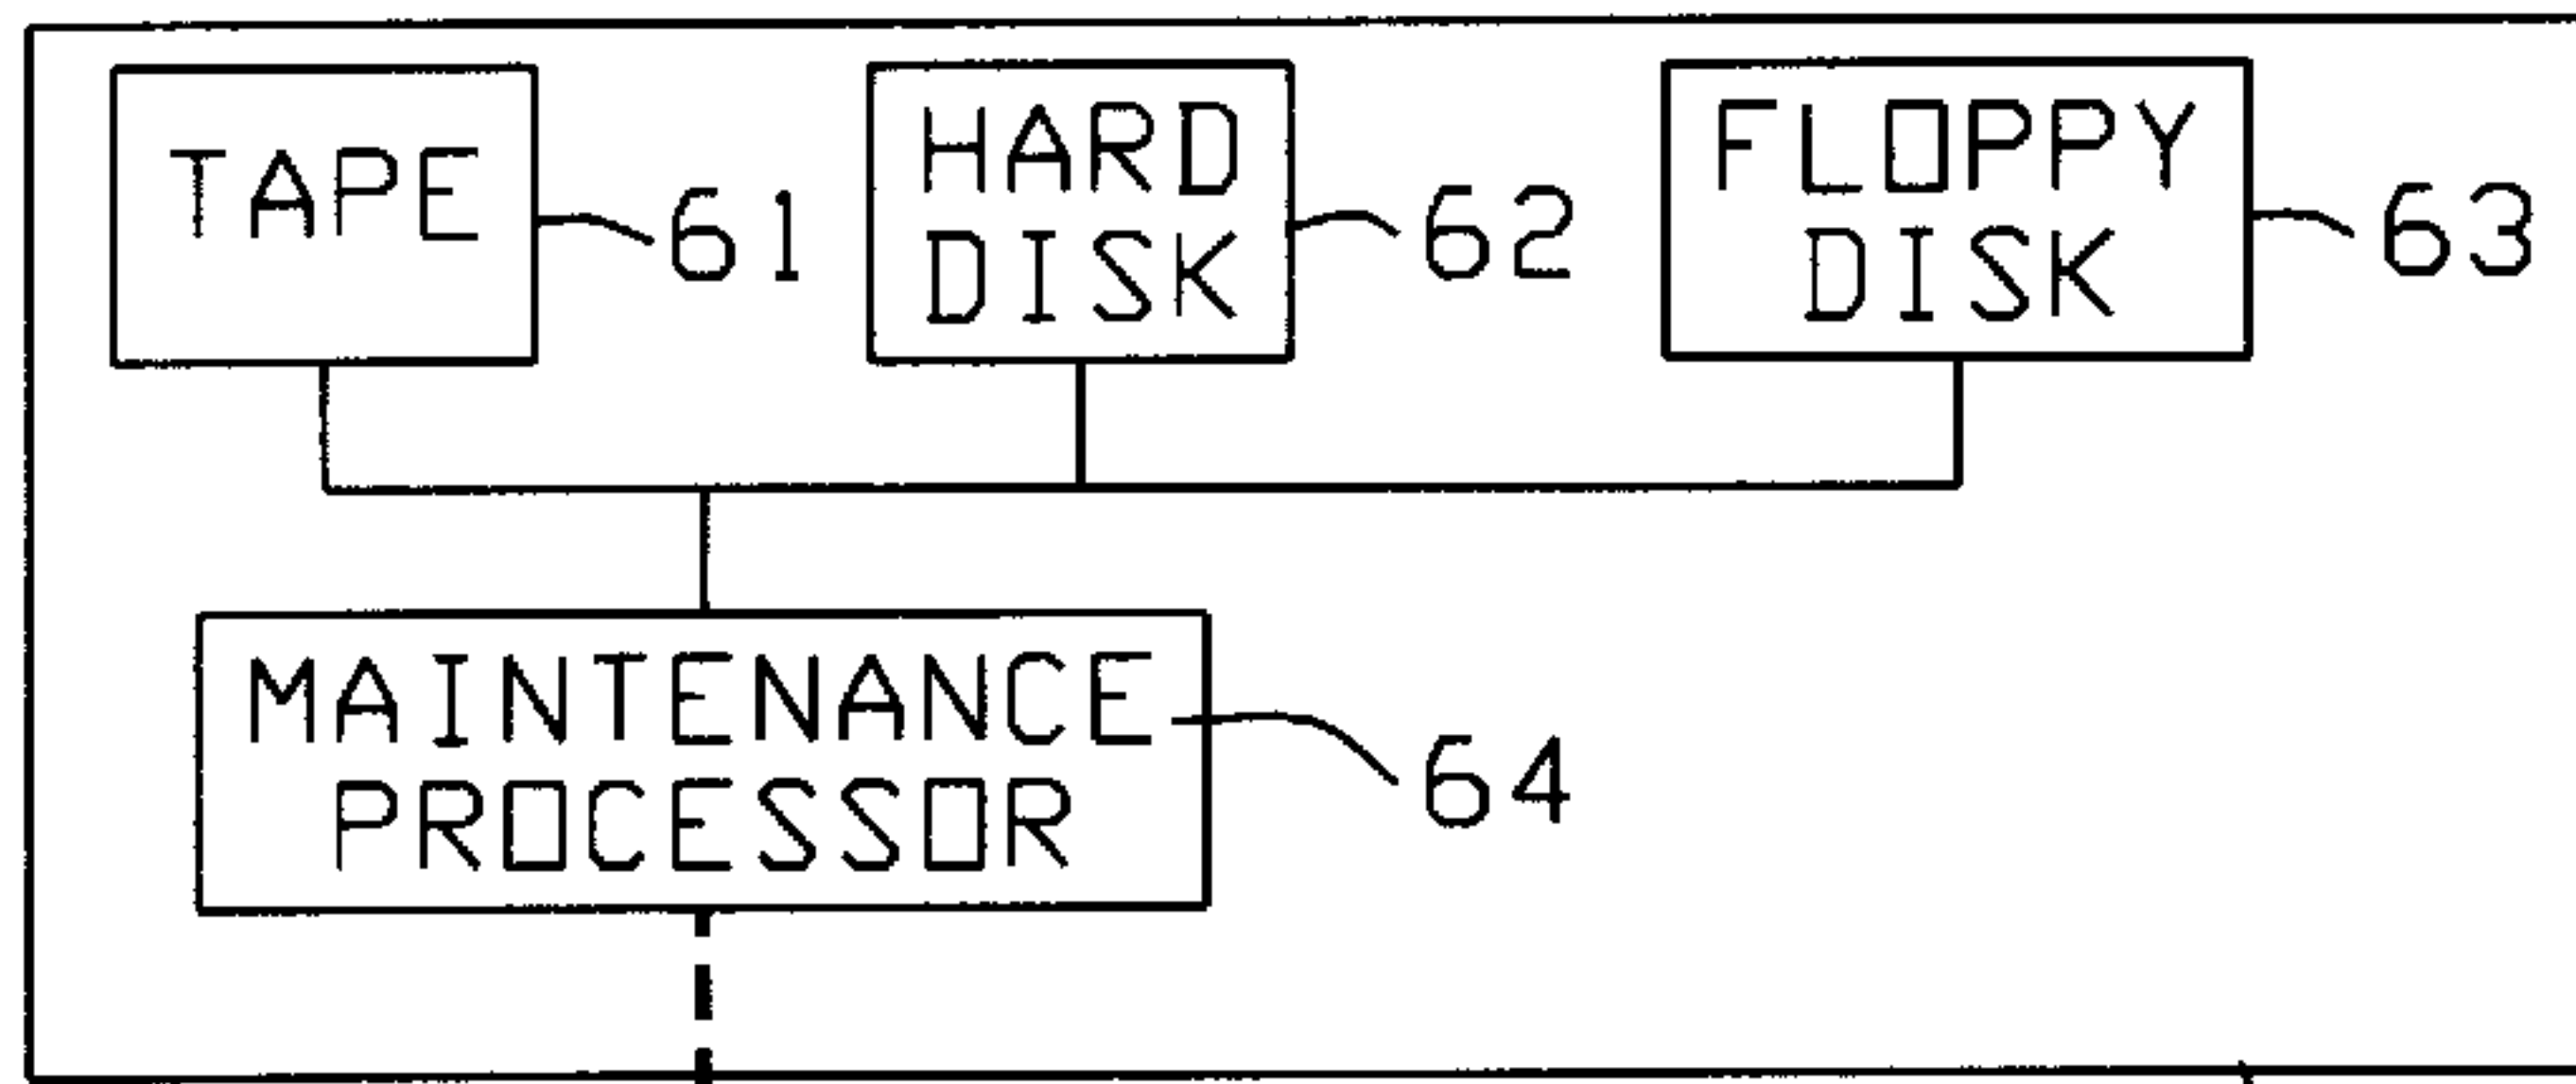 TAPE
61
HARD
DISK
62
FLOPPY
DISK
63
MAINTENANCE
PROCESSOR
64